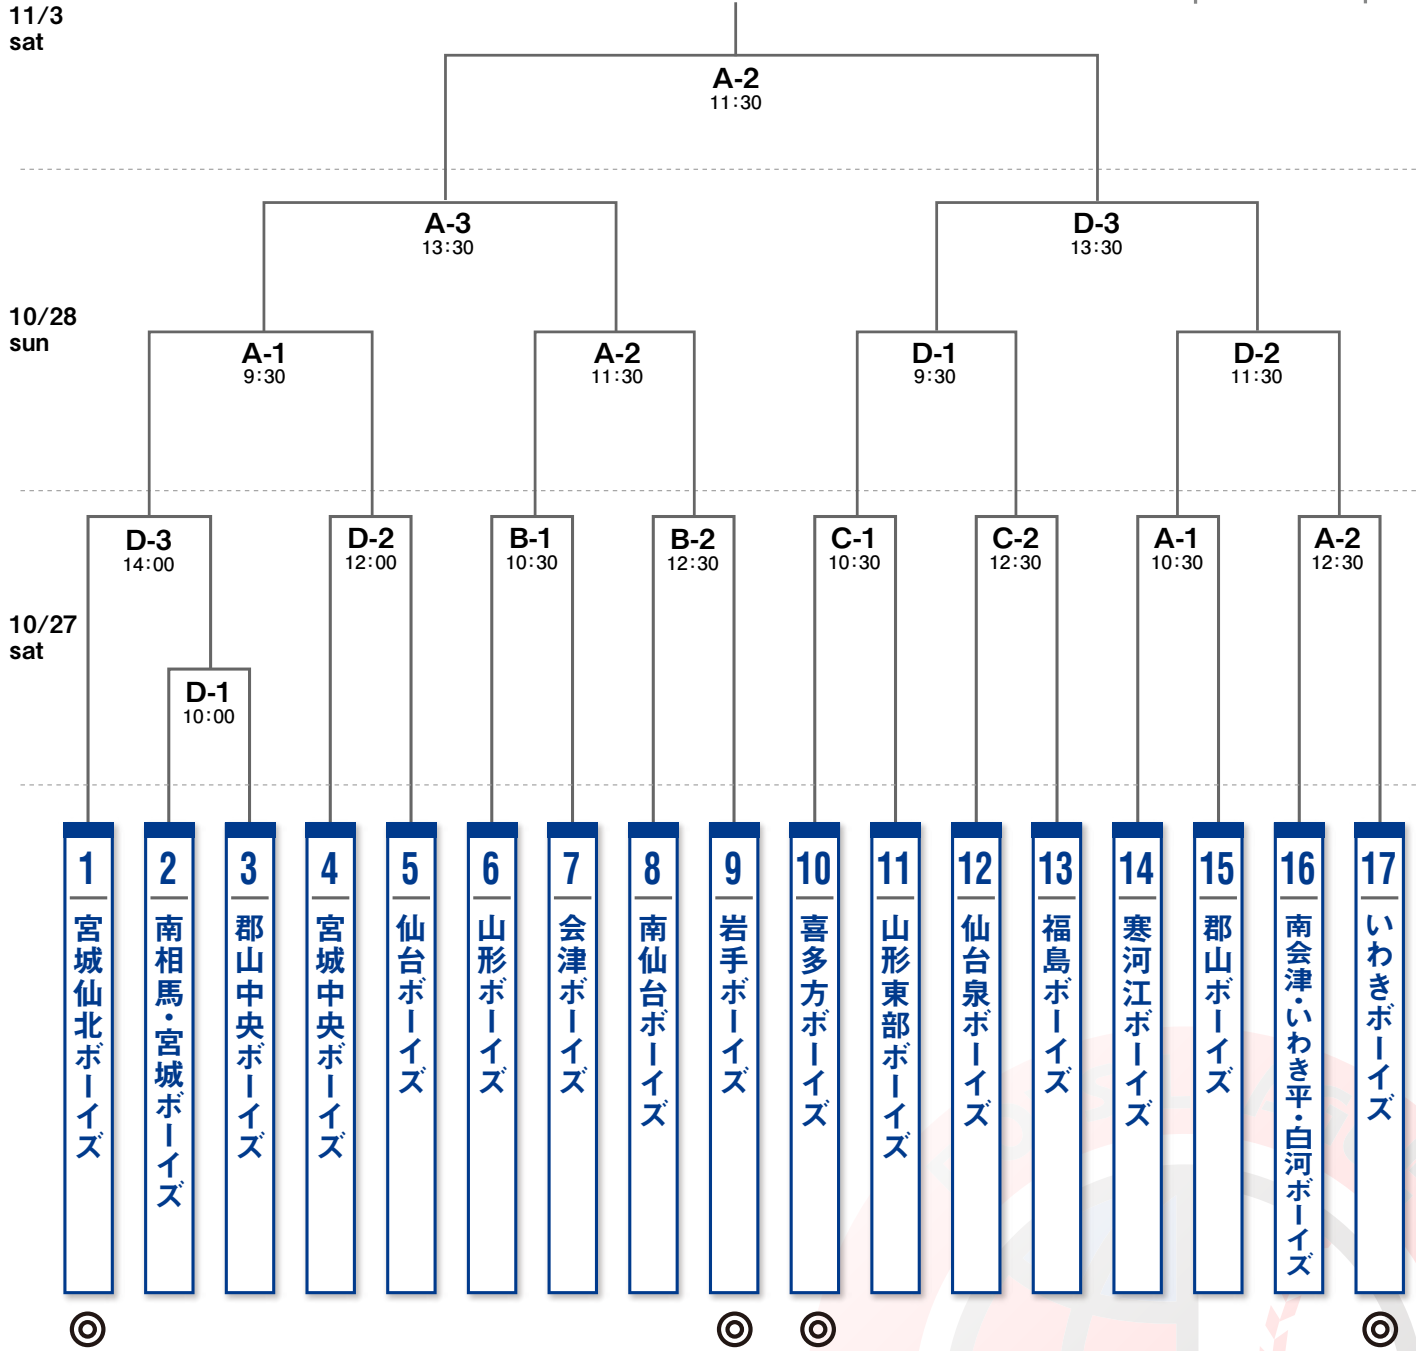 11/3
sat
A-2
11:30
A-3
13:30
D-3
13:30
10/28
sun
A-1
9:30
A-2
11:30
D-1
9:30
D-2
11:30
D-3
14:00
D-2
12:00
B-1
10:30
B-2
12:30
C-1
10:30
C-2
12:30
A-1
10:30
A-2
12:30
10/27
sat
D-1
10:00
1
宮城仙北ボーイズ
2
南相馬・宮城ボーイズ
3
郡山中央ボーイズ
4
宮城中央ボーイズ
5
仙台ボーイズ
6
山形ボーイズ
7
会津ボーイズ
8
南仙台ボーイズ
9
岩手ボーイズ
10
喜多方ボーイズ
11
山形東部ボーイズ
12
仙台泉ボーイズ
13
福島ボーイズ
14
寒河江ボーイズ
15
郡山ボーイズ
16
南会津・いわき平・白河ボーイズ
17
いわきボーイズ
◎ ◎ ◎ ◎